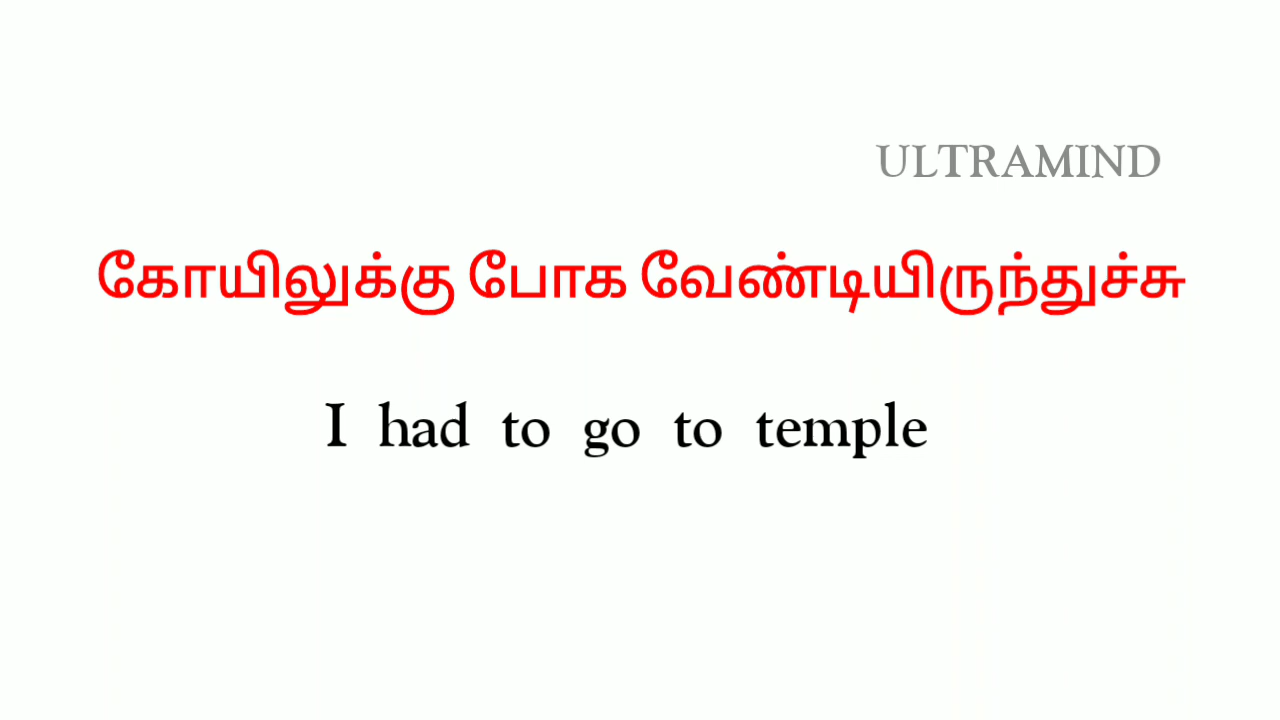 ULTRAMIND
கோயிலுக்கு போக வேண்டியிருந்துச்சு
I had to go to temple